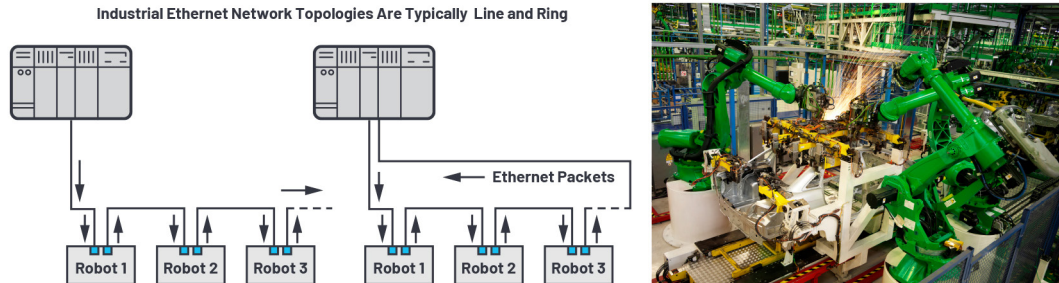 Industrial Ethernet Network Topologies Are Typically Line and Ring
Ethernet Packets
Robot 1
Robot 2
Robot 3
Robot 1
Robot 2
Robot 3